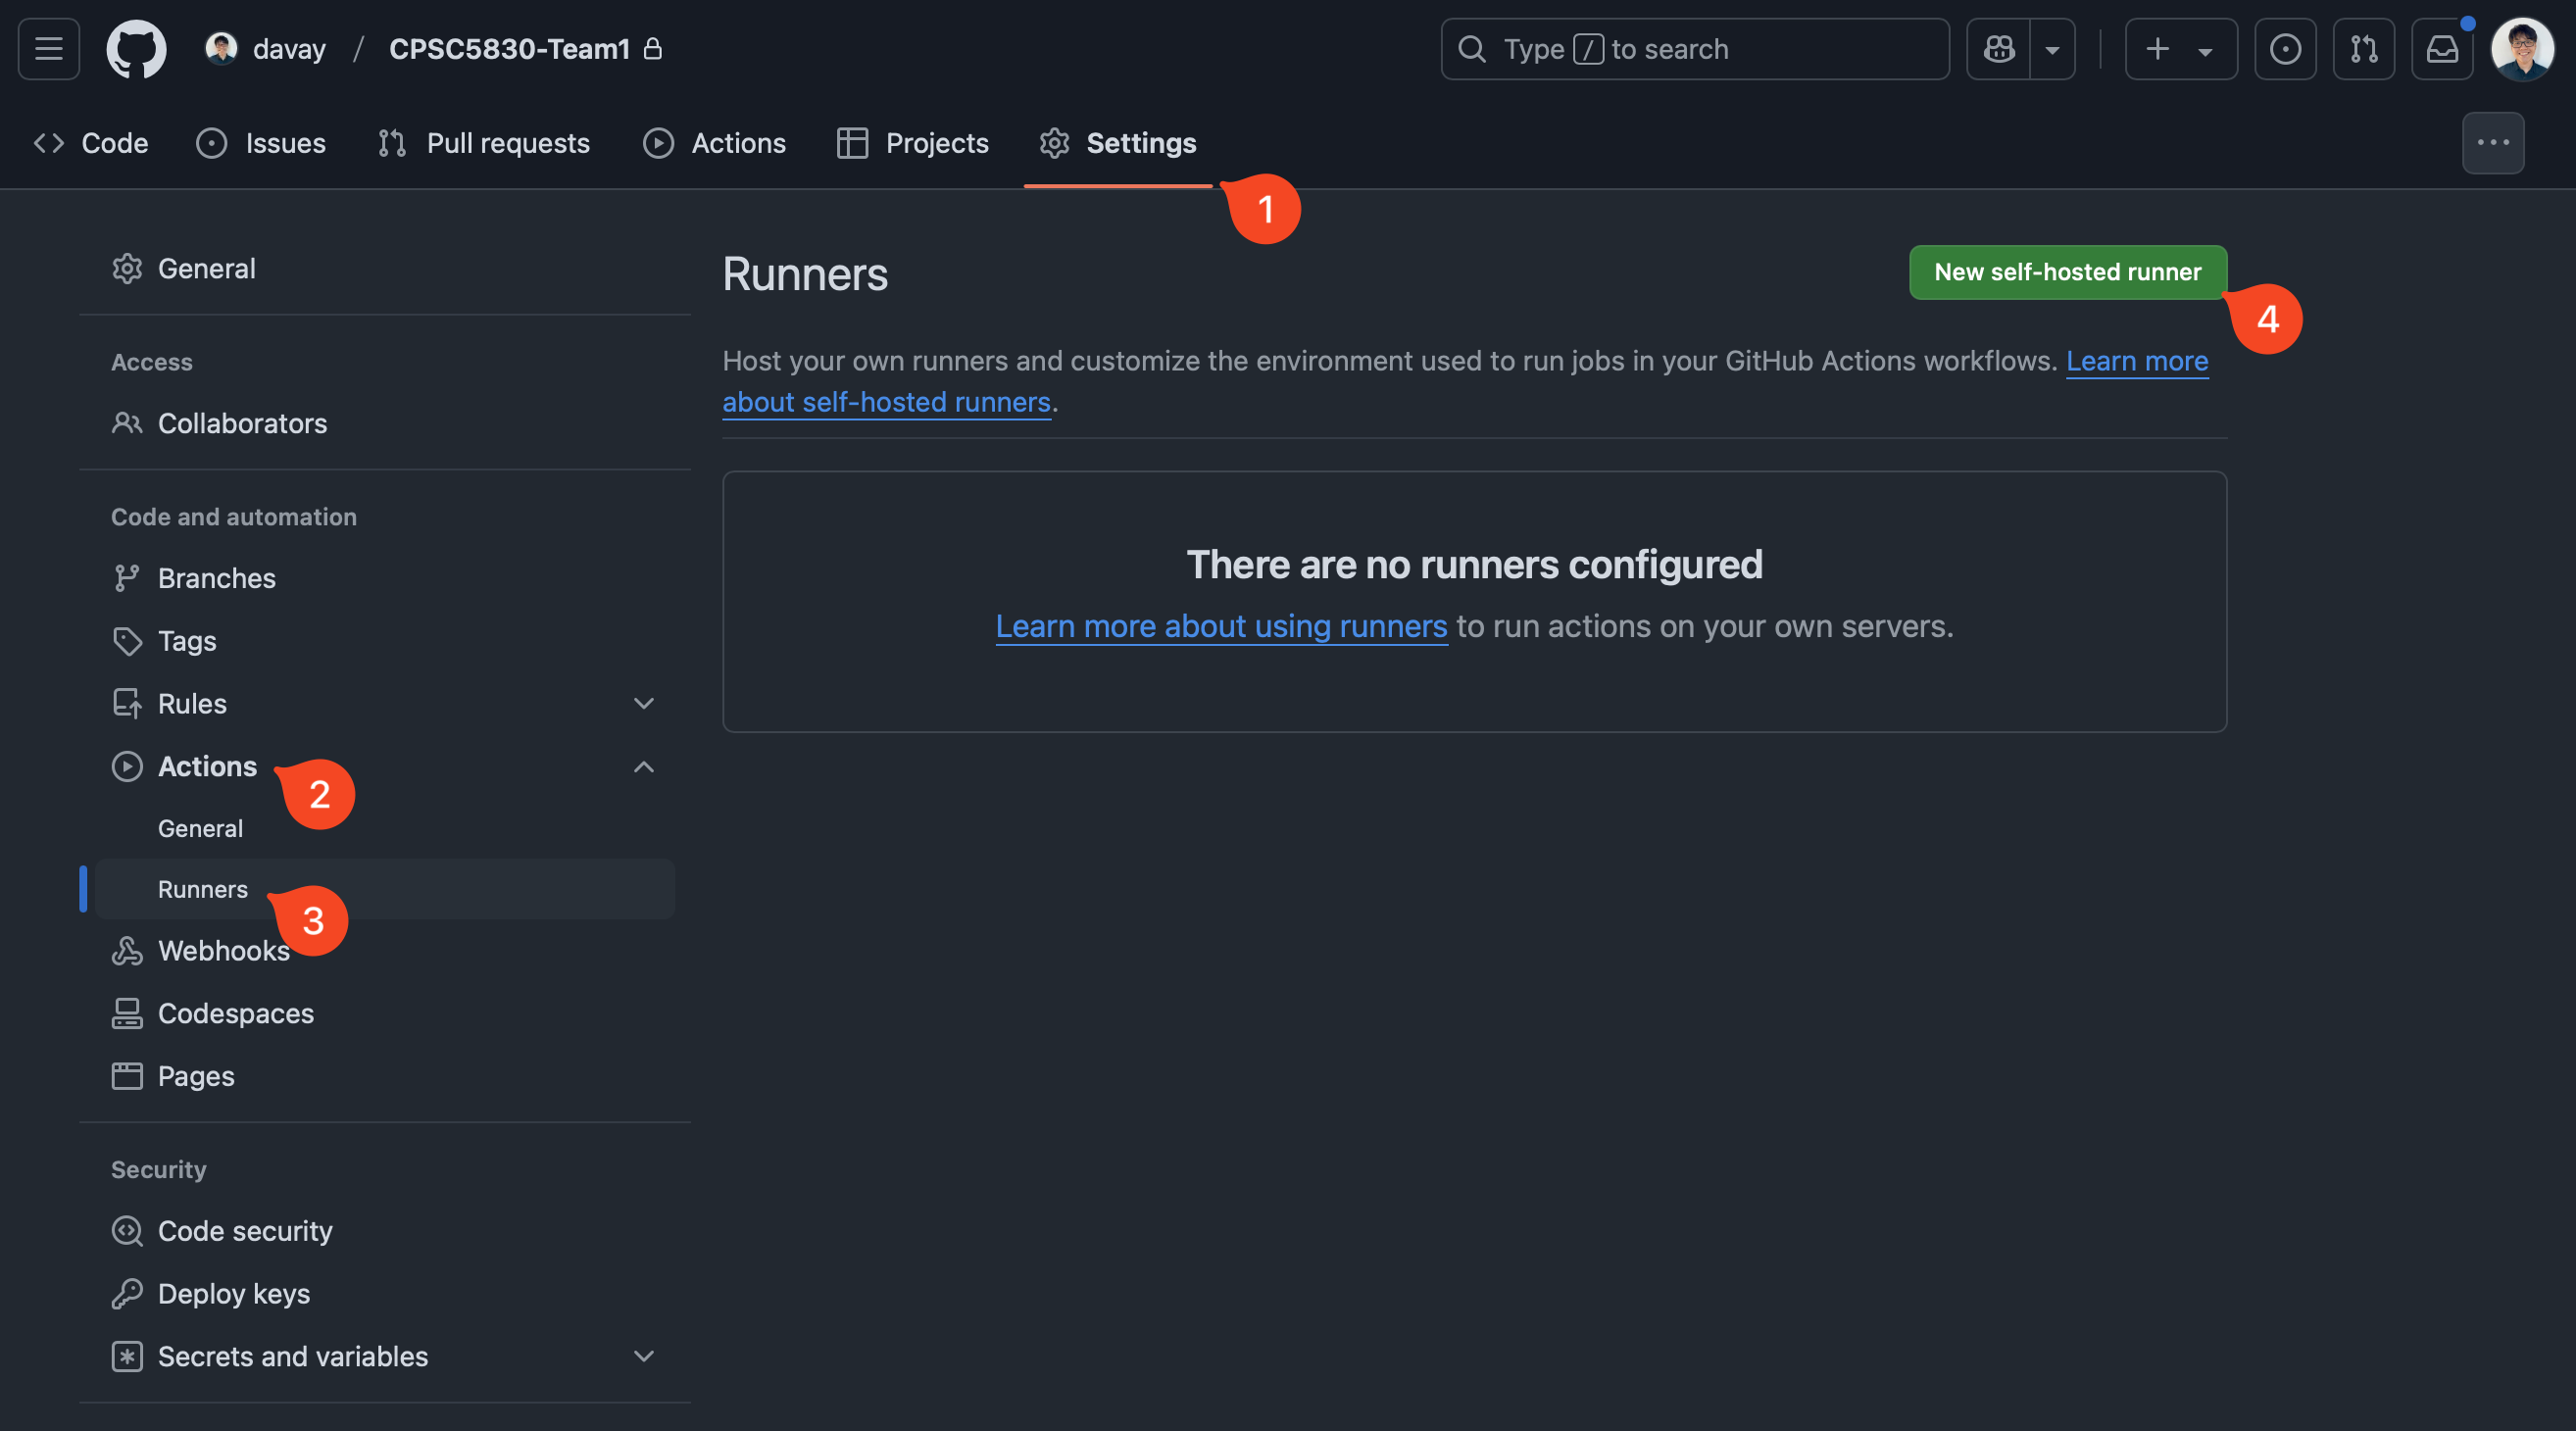 davay / CPSC5830-Team1
Type / to search
Code
Issues
Pull requests
Actions
Projects
Settings
1
General
Access
Collaborators
Code and automation
Branches
Tags
Rules
Actions
2
General
Runners
3
Webhooks
Codespaces
Pages
Security
Code security
Deploy keys
Secrets and variables
Runners
New self-hosted runner
4
Host your own runners and customize the environment used to run jobs in your GitHub Actions workflows. Learn more
about self-hosted runners.
There are no runners configured
Learn more about using runners to run actions on your own servers.